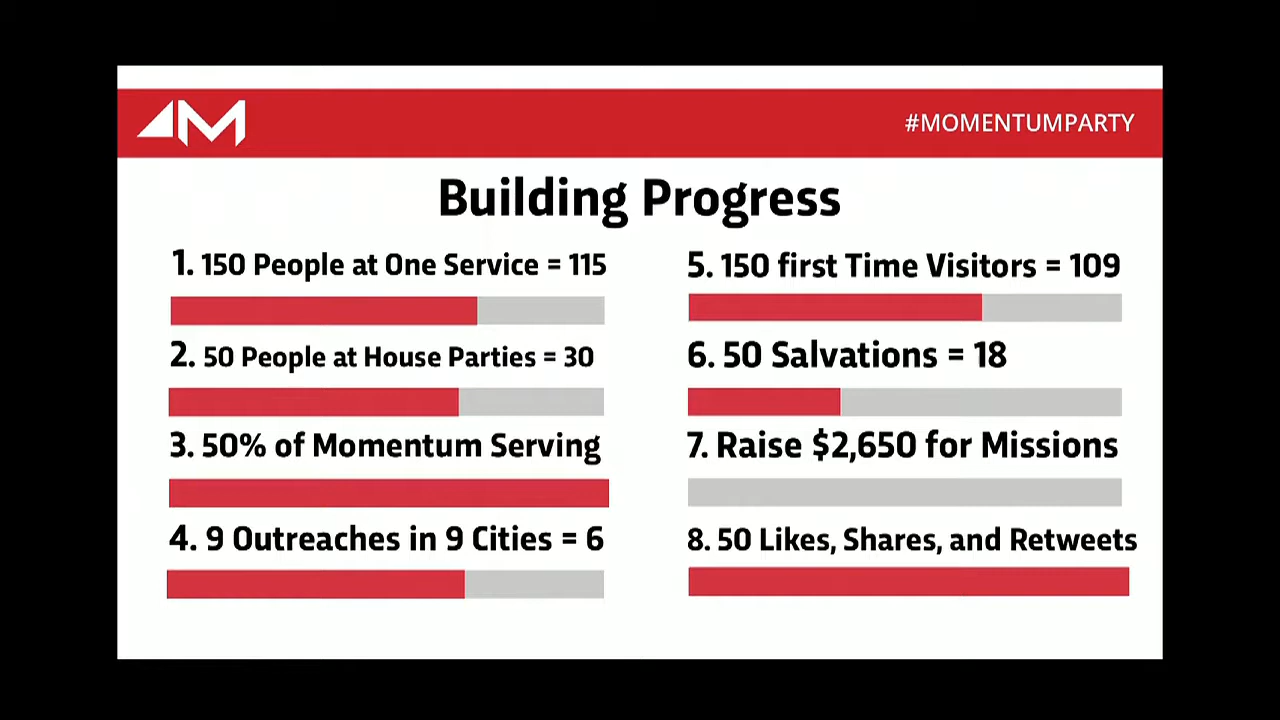 M
#MOMENTUMPARTY
Building Progress
1. 150 People at One Service = 115
2. 50 People at House Parties = 30
3. 50% of Momentum Serving
4. 9 Outreaches in 9 Cities = 6
5. 150 first Time Visitors = 109
6. 50 Salvations = 18
7. Raise $2,650 for Missions
8. 50 Likes, Shares, and Retweets